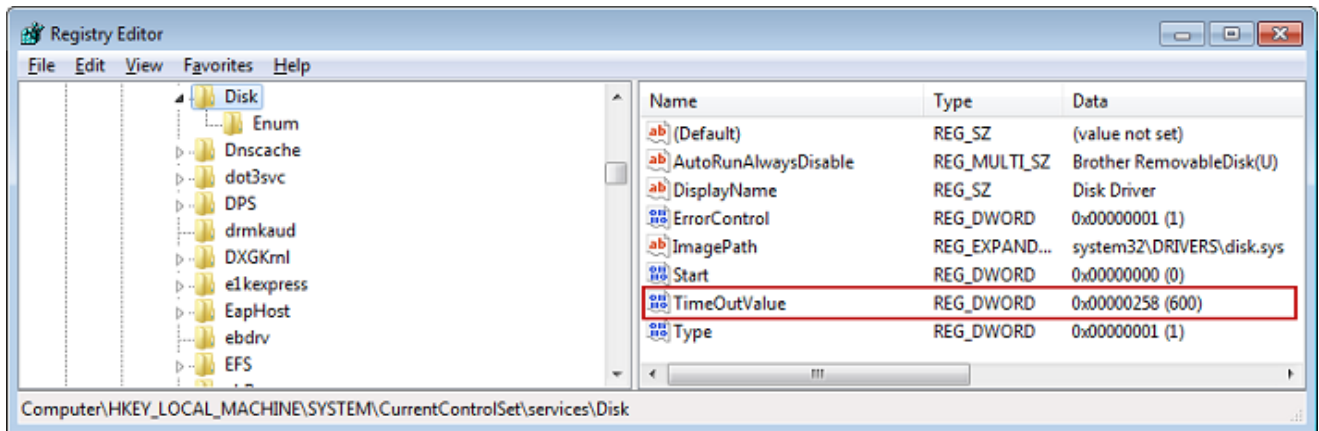 Registry Editor
File Edit View Favorites Help
Disk
Enum
Dnscache
dot3svc
DPS
drmkaud
DXGKrnl
e1kexpress
EapHost
ebdrv
EFS
Name Type Data
(Default) REG_SZ (value not set)
AutoRunAlwaysDisable REG_MULTI_SZ Brother RemovableDisk(U)
DisplayName REG_SZ Disk Driver
ErrorControl REG_DWORD 0x00000001 (1)
ImagePath REG_EXPAND... system32\DRIVERS\disk.sys
Start REG_DWORD 0x00000000 (0)
TimeOutValue REG_DWORD 0x00000258 (600)
Type REG_DWORD 0x00000001 (1)
Computer\HKEY_LOCAL_MACHINE\SYSTEM\CurrentControlSet\services\Disk